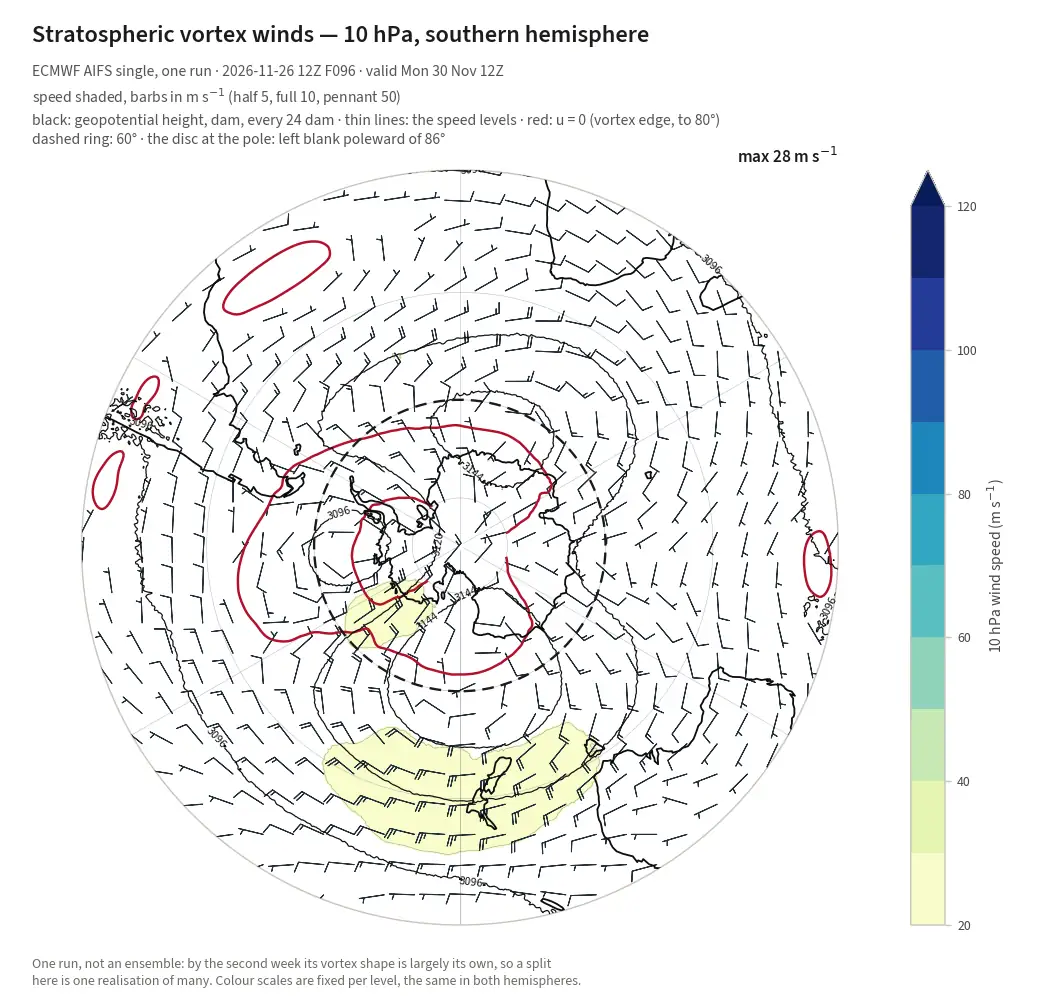 Stratospheric vortex winds — 10 hPa, southern hemisphere
ECMWF AIFS single, one run · 2026-11-26 12Z F096 · valid Mon 30 Nov 12Z
speed shaded, barbs in m s⁻¹ (half 5, full 10, pennant 50)
black: geopotential height, dam, every 24 dam · thin lines: the speed levels · red: u = 0 (vortex edge, to 80°)
dashed ring: 60° · the disc at the pole: left blank poleward of 86°
max 28 m s⁻¹
120
100
80
60
40
20
10 hPa wind speed (m s⁻¹)
3096
3096
3144
3096
3120
3144
3144
3096
3096
3096
One run, not an ensemble: by the second week its vortex shape is largely its own, so a split
here is one realisation of many. Colour scales are fixed per level, the same in both hemispheres.